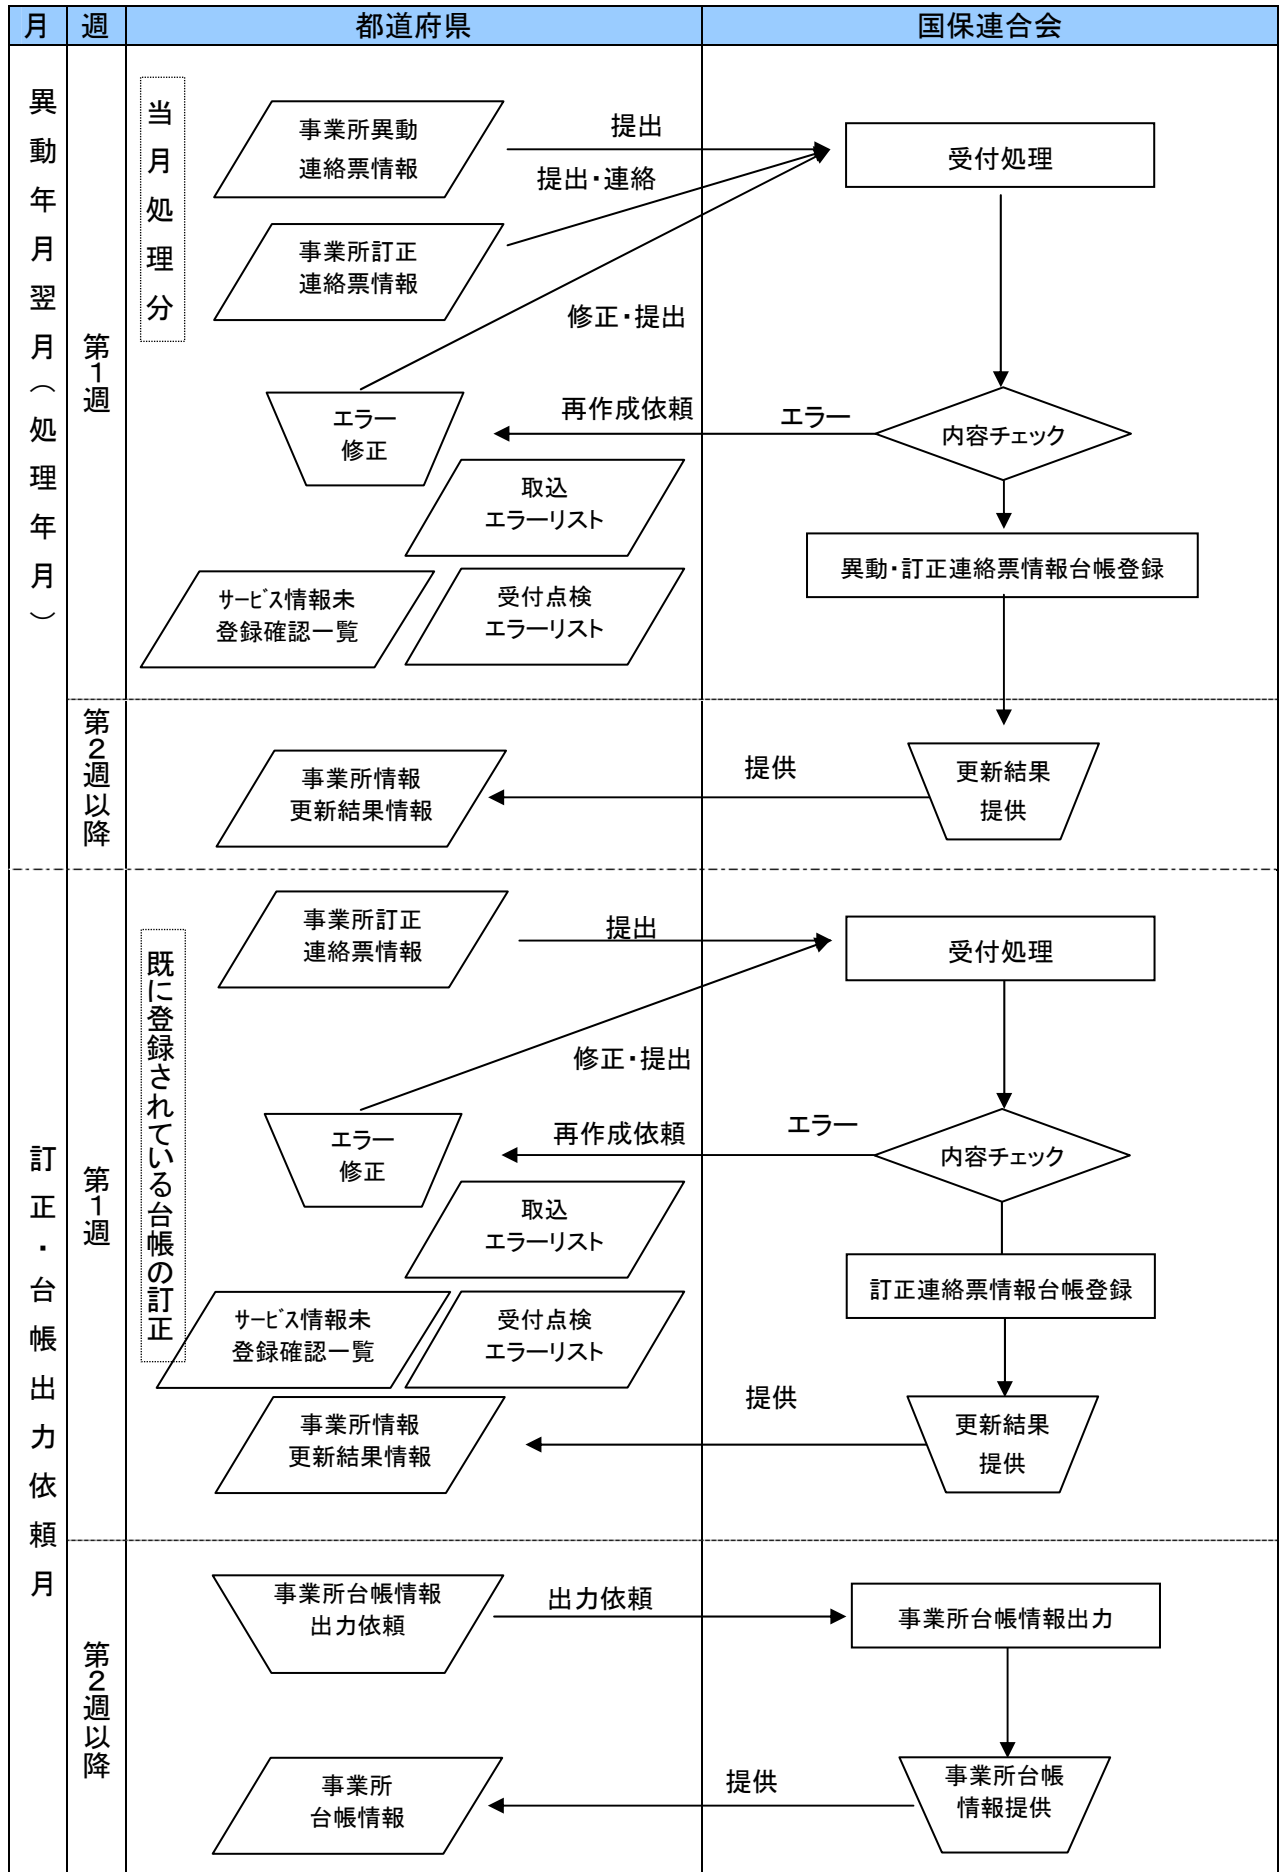 月
週
都道府県
国保連合会
異動年月翌月（処理年月）
第1週
当月処理分
事業所異動
連絡票情報
提出
受付処理
提出・連絡
事業所訂正
連絡票情報
修正・提出
エラー
修正
再作成依頼
エラー
内容チェック
取込
エラーリスト
異動・訂正連絡票情報台帳登録
ｻｰﾋﾞｽ情報未
登録確認一覧
受付点検
エラーリスト
第2週以降
事業所情報
更新結果情報
提供
更新結果
提供
訂正・台帳出力依頼月
第1週
既に登録されている台帳の訂正
事業所訂正
連絡票情報
提出
受付処理
修正・提出
エラー
修正
再作成依頼
エラー
内容チェック
取込
エラーリスト
訂正連絡票情報台帳登録
ｻｰﾋﾞｽ情報未
登録確認一覧
受付点検
エラーリスト
事業所情報
更新結果情報
提供
更新結果
提供
第2週以降
事業所台帳情報
出力依頼
出力依頼
事業所台帳情報出力
事業所
台帳情報
提供
事業所台帳
情報提供